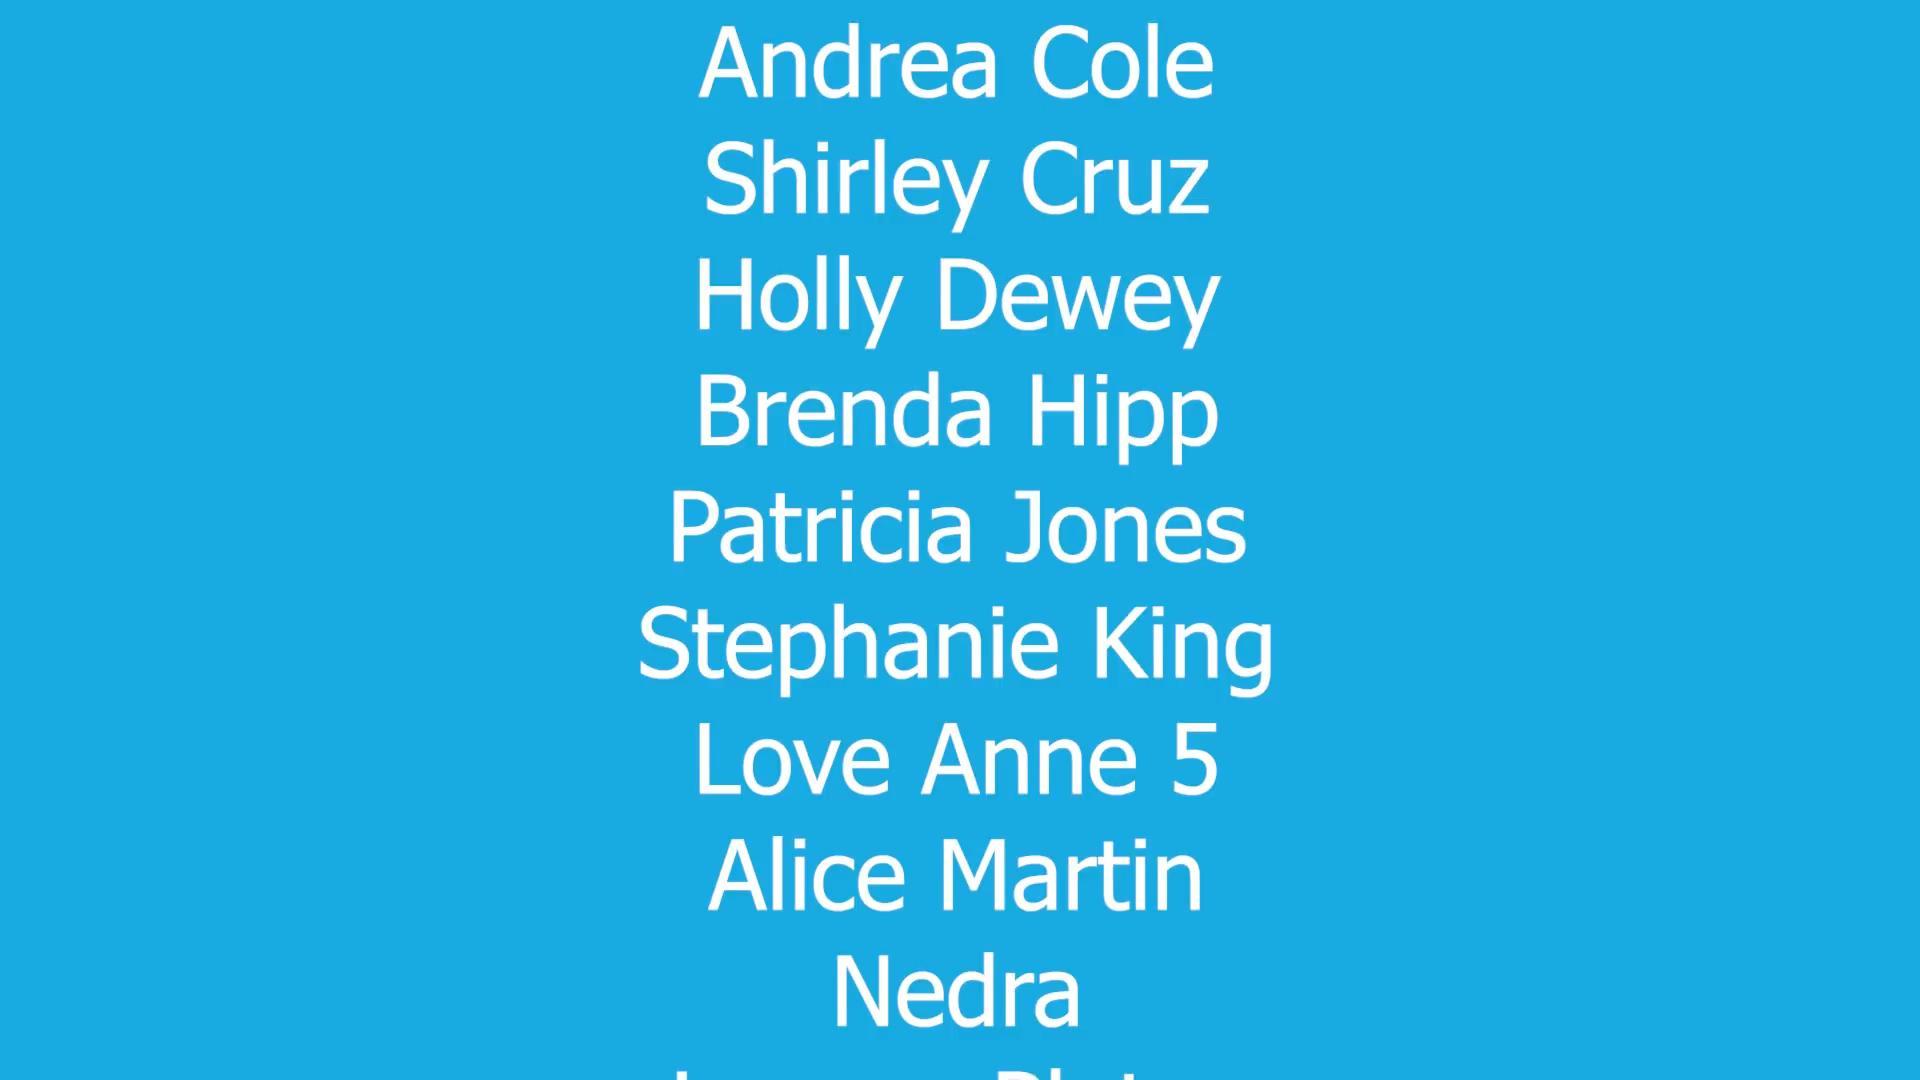 Andrea Cole
Shirley Cruz
Holly Dewey
Brenda Hipp
Patricia Jones
Stephanie King
Love Anne 5
Alice Martin
Nedra